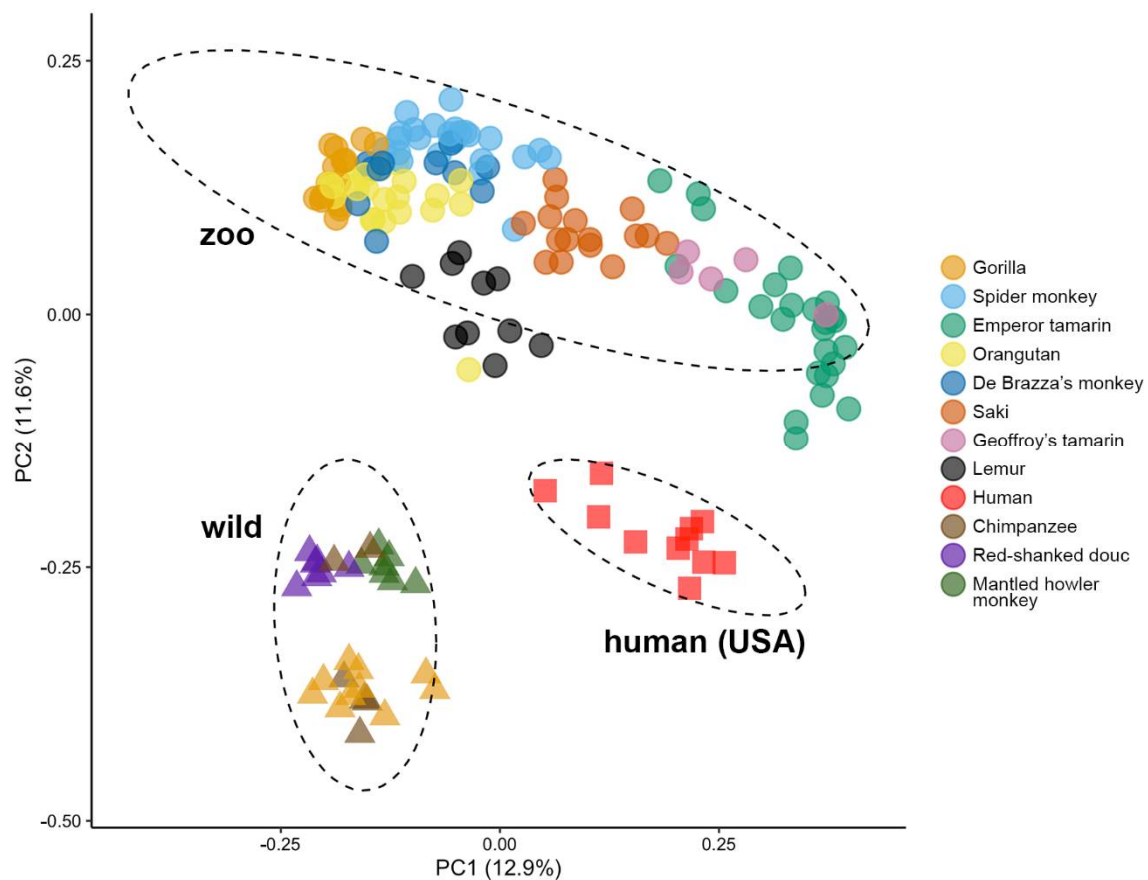 0.25
0.00
-0.25
-0.50
PC2 (11.6%)
zoo
wild
human (USA)
-0.25
0.00
0.25
PC1 (12.9%)
Gorilla
Spider monkey
Emperor tamarin
Orangutan
De Brazza's monkey
Saki
Geoffroy's tamarin
Lemur
Human
Chimpanzee
Red-shanked douc
Mantled howler
monkey